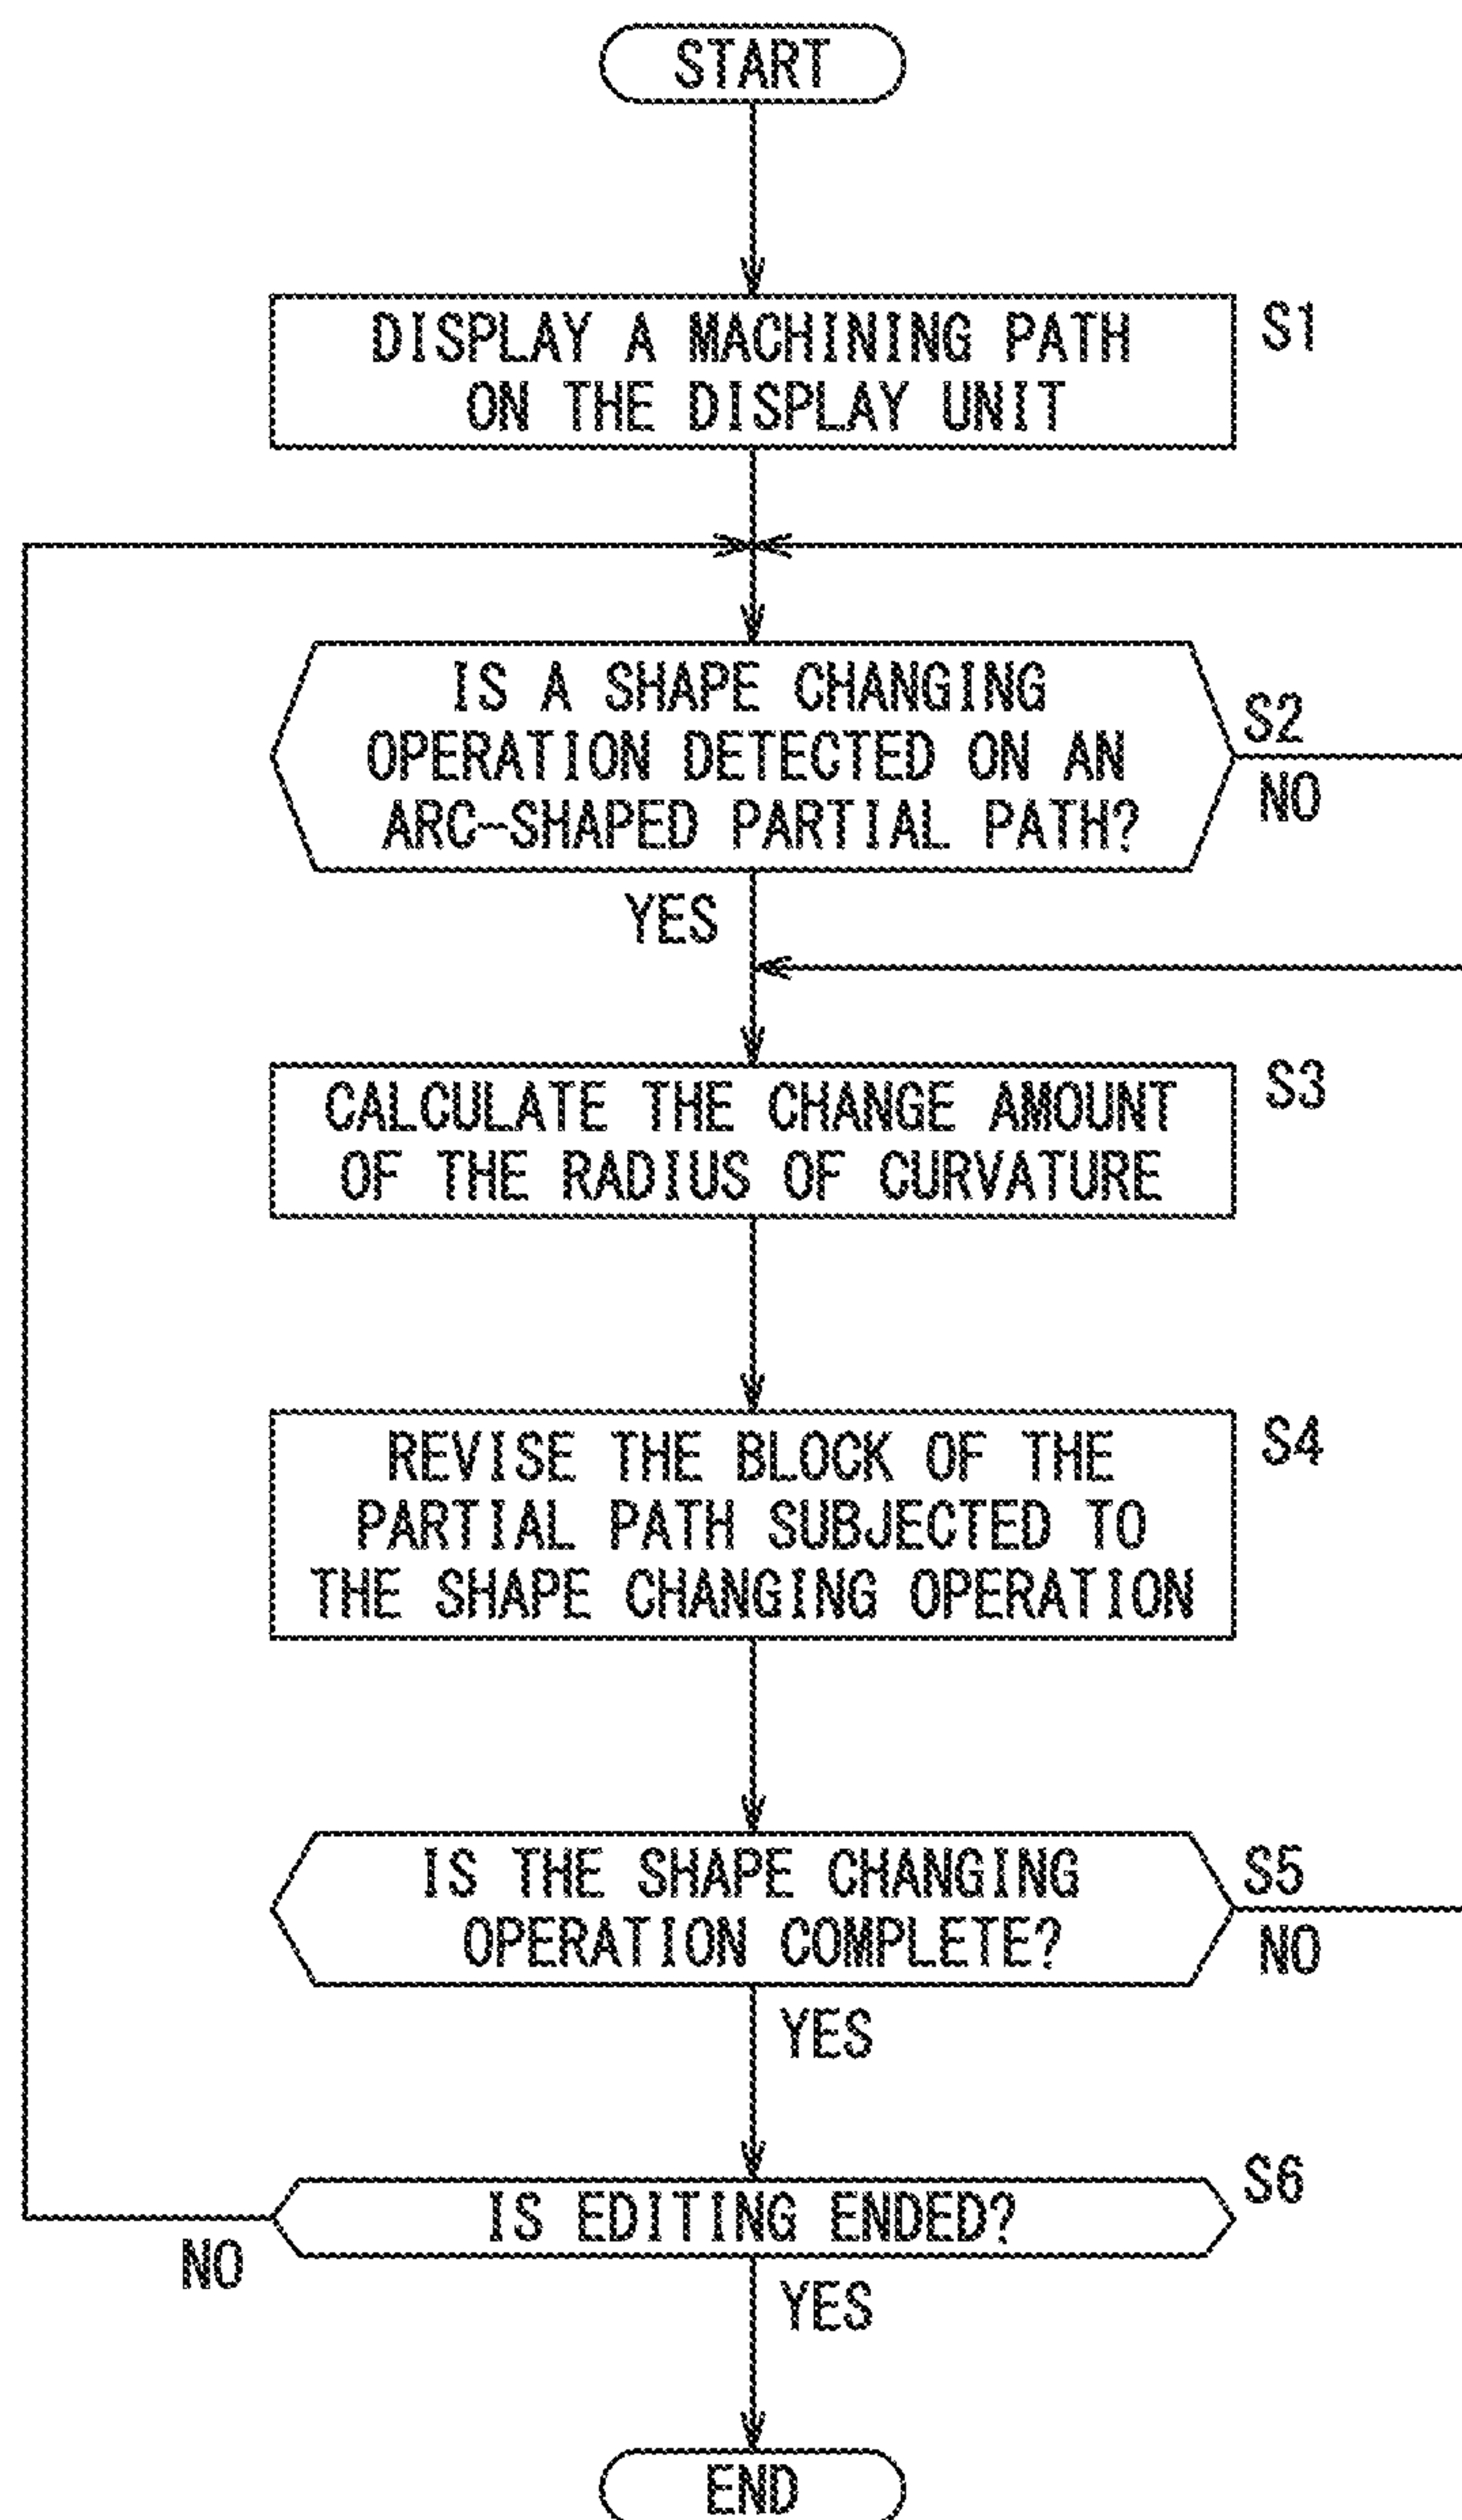 START
DISPLAY A MACHINING PATH
ON THE DISPLAY UNIT
S1
IS A SHAPE CHANGING
OPERATION DETECTED ON AN
ARC-SHAPED PARTIAL PATH?
S2
NO
YES
CALCULATE THE CHANGE AMOUNT
OF THE RADIUS OF CURVATURE
S3
REVISE THE BLOCK OF THE
PARTIAL PATH SUBJECTED TO
THE SHAPE CHANGING OPERATION
S4
IS THE SHAPE CHANGING
OPERATION COMPLETE?
S5
NO
YES
IS EDITING ENDED?
S6
NO
YES
END